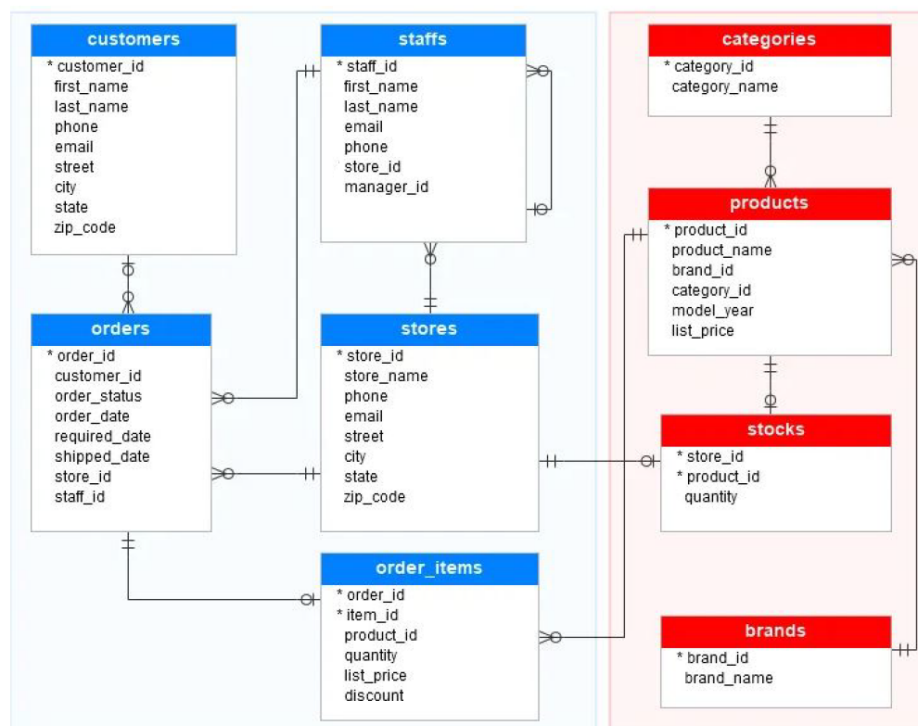 customers
* customer_id
first_name
last_name
phone
email
street
city
state
zip_code
staffs
* staff_id
first_name
last_name
email
phone
store_id
manager_id
categories
* category_id
category_name
products
* product_id
product_name
brand_id
category_id
model_year
list_price
orders
* order_id
customer_id
order_status
order_date
required_date
shipped_date
store_id
staff_id
stores
* store_id
store_name
phone
email
street
city
state
zip_code
stocks
* store_id
* product_id
quantity
order_items
* order_id
* item_id
product_id
quantity
list_price
discount
brands
* brand_id
brand_name